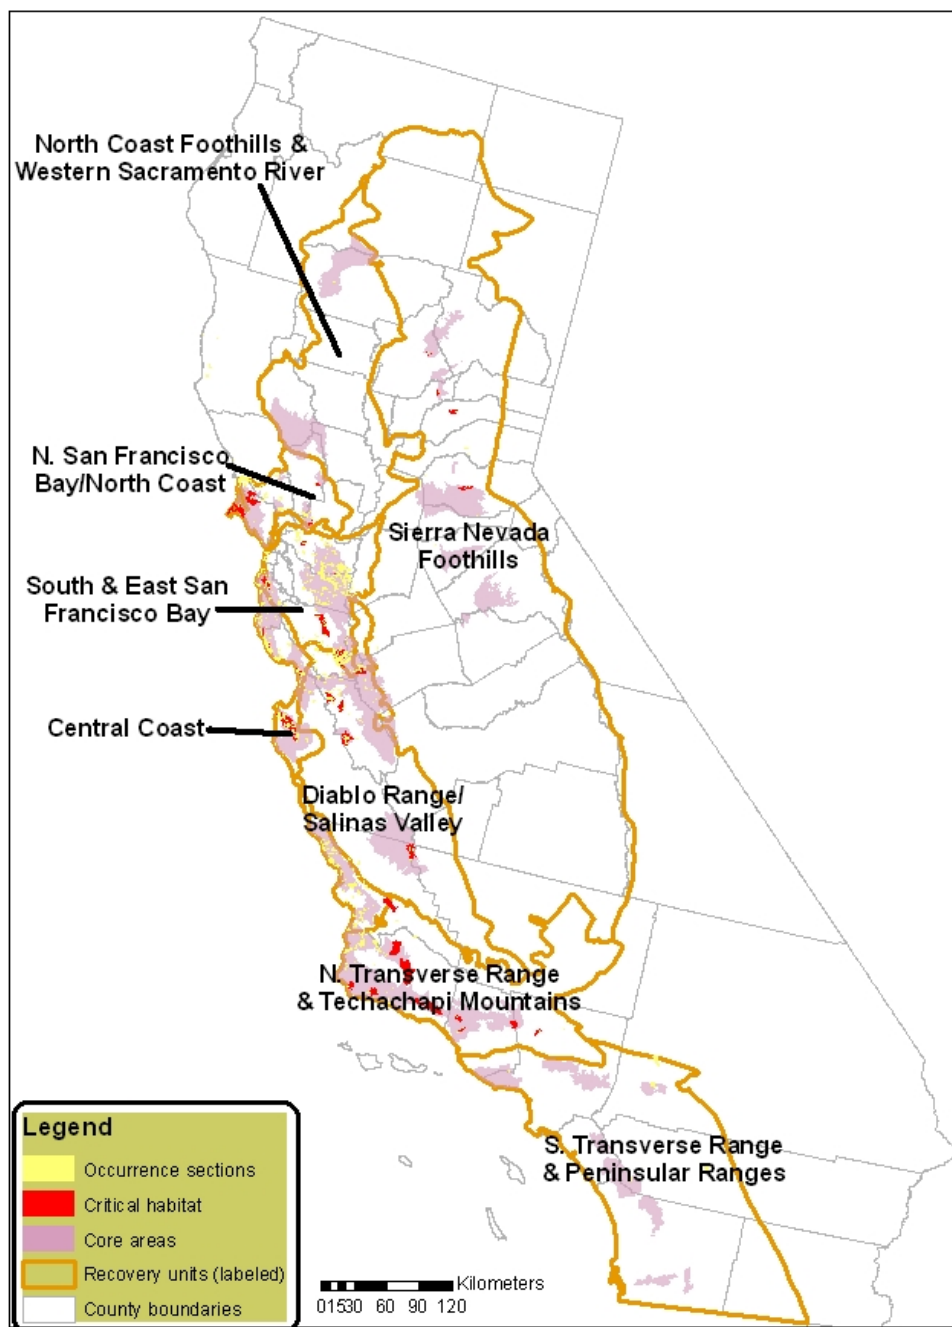 North Coast Foothills &
Western Sacramento River
N. San Francisco
Bay/North Coast
Sierra Nevada
Foothills
South & East San
Francisco Bay
Central Coast
Diablo Range/
Salinas Valley
N. Transverse Range
& Techachapi Mountains
S. Transverse Range
& Peninsular Ranges
Legend
Occurrence sections
Critical habitat
Core areas
Recovery units (labeled)
County boundaries
Kilometers
01530 60 90 120